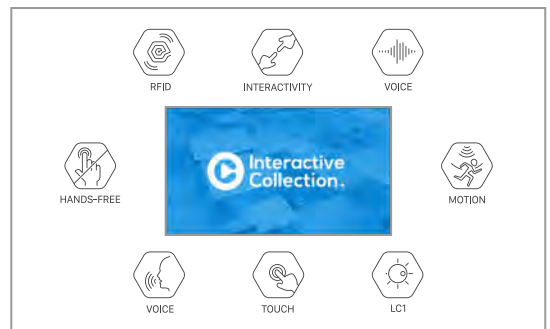 RFID
INTERACTIVITY
VOICE
Interactive
Collection.
HANDS-FREE
MOTION
VOICE
TOUCH
LC1